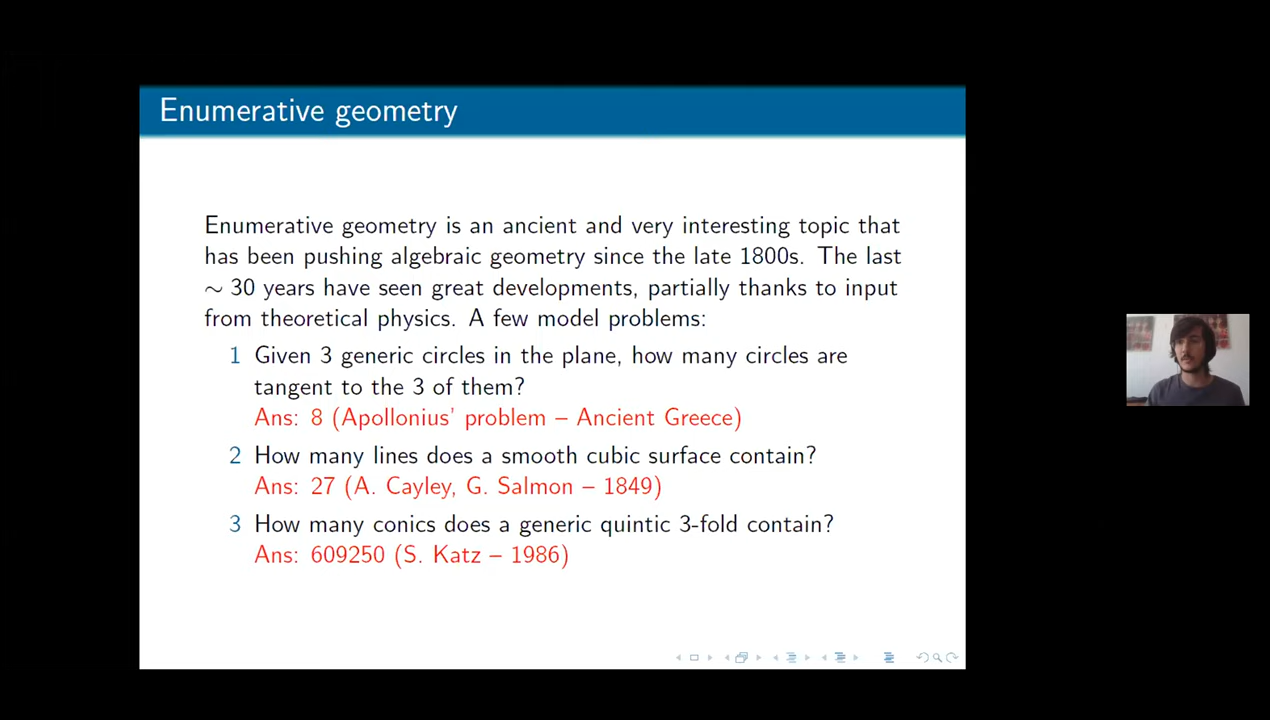 Enumerative geometry
Enumerative geometry is an ancient and very interesting topic that
has been pushing algebraic geometry since the late 1800s. The last
~ 30 years have seen great developments, partially thanks to input
from theoretical physics. A few model problems:
1 Given 3 generic circles in the plane, how many circles are
tangent to the 3 of them?
Ans: 8 (Apollonius' problem – Ancient Greece)
2 How many lines does a smooth cubic surface contain?
Ans: 27 (A. Cayley, G. Salmon – 1849)
3 How many conics does a generic quintic 3-fold contain?
Ans: 609250 (S. Katz – 1986)